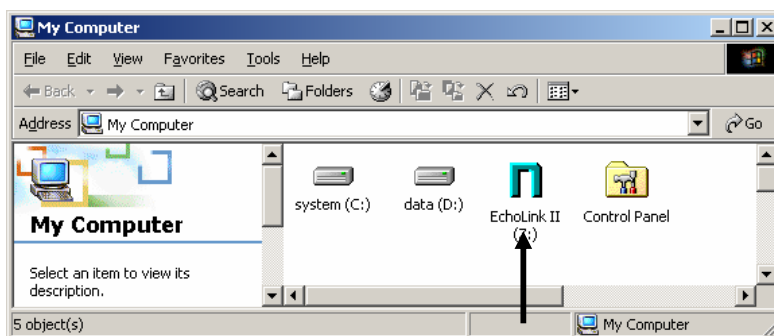 My Computer
File Edit View Favorites Tools Help
Back Search Folders
Address My Computer Go
system (C:) data (D:) EchoLink II Control Panel
My Computer
Select an item to view its
description.
5 object(s) My Computer